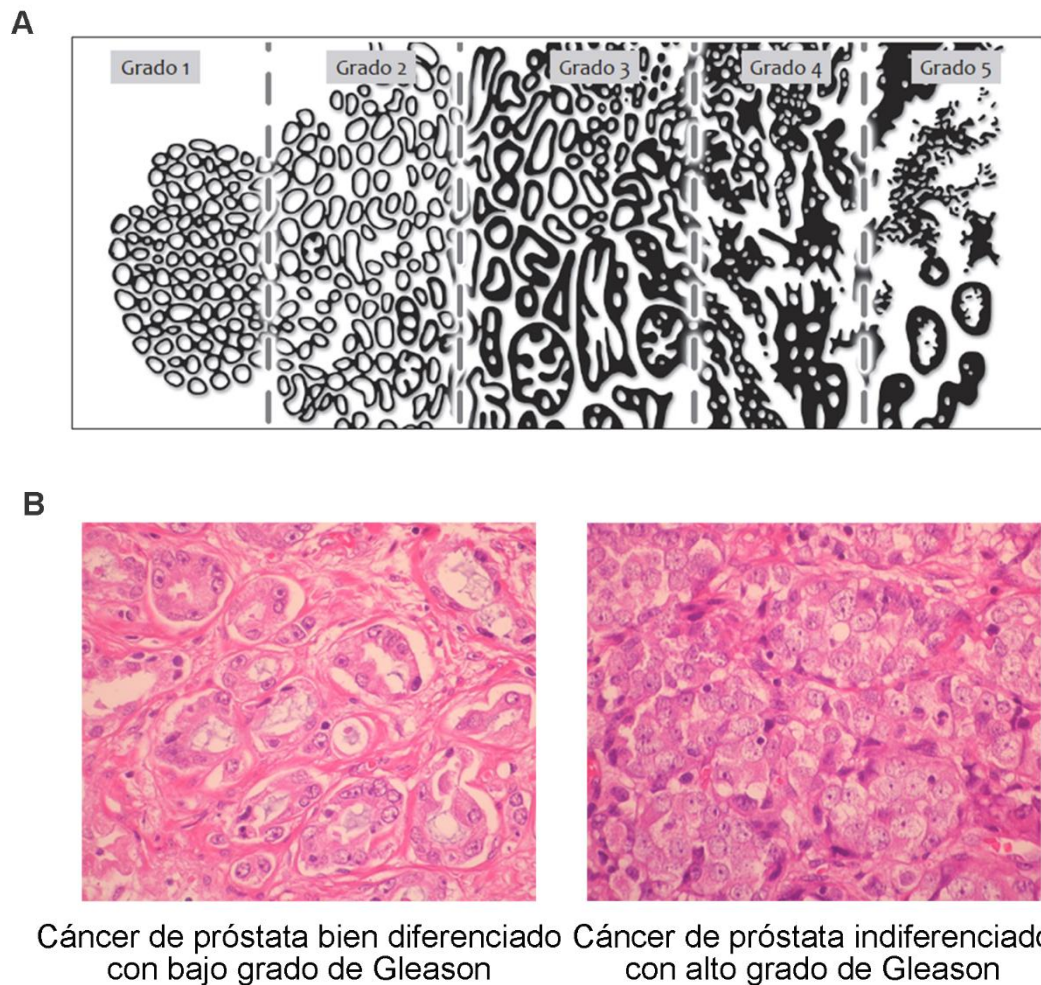 A
Grado 1
Grado 2
Grado 3
Grado 4
Grado 5
B
Cáncer de próstata bien diferenciado
con bajo grado de Gleason
Cáncer de próstata indiferenciado
con alto grado de Gleason